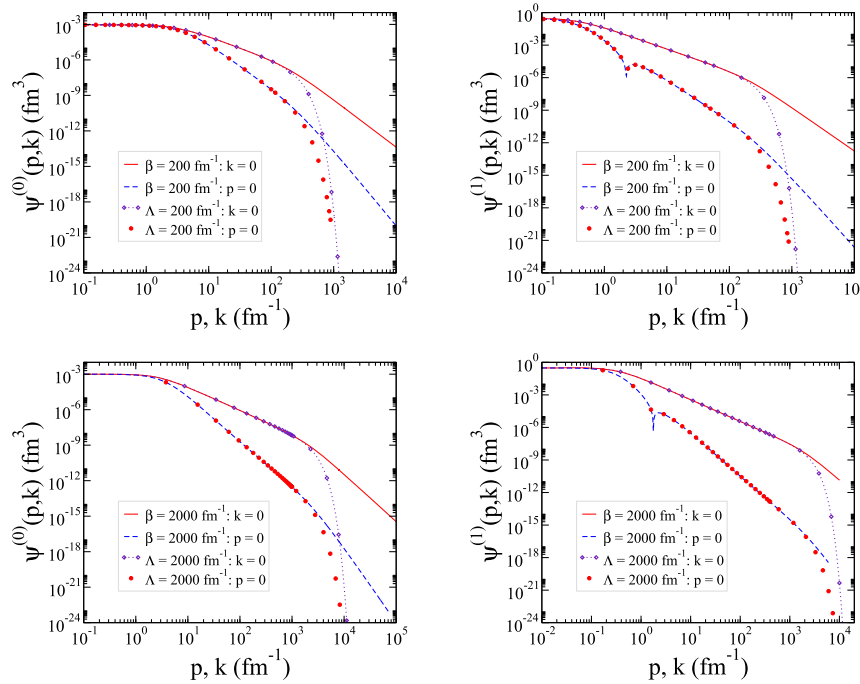 10^0
10^-3
10^-6
10^-9
10^-12
10^-15
10^-18
10^-21
10^-24
ψ^(0)(p,k) (fm^3)
β = 200 fm^-1: k = 0
β = 200 fm^-1: p = 0
Λ = 200 fm^-1: k = 0
Λ = 200 fm^-1: p = 0
10^-1 10^0 10^1 10^2 10^3 10^4
p, k (fm^-1)
10^0
10^-3
10^-6
10^-9
10^-12
10^-15
10^-18
10^-21
10^-24
ψ^(1)(p,k) (fm^3)
β = 200 fm^-1: k = 0
β = 200 fm^-1: p = 0
Λ = 200 fm^-1: k = 0
Λ = 200 fm^-1: p = 0
10^-1 10^0 10^1 10^2 10^3 10
p, k (fm^-1)
10^0
10^-3
10^-6
10^-9
10^-12
10^-15
10^-18
10^-21
10^-24
ψ^(0)(p,k) (fm^3)
β = 2000 fm^-1: k = 0
β = 2000 fm^-1: p = 0
Λ = 2000 fm^-1: k = 0
Λ = 2000 fm^-1: p = 0
10^-1 10^0 10^1 10^2 10^3 10^4 10^5
p, k (fm^-1)
10^0
10^-3
10^-6
10^-9
10^-12
10^-15
10^-18
10^-21
10^-24
ψ^(1)(p,k) (fm^3)
β = 2000 fm^-1: k = 0
β = 2000 fm^-1: p = 0
Λ = 2000 fm^-1: k = 0
Λ = 2000 fm^-1: p = 0
10^-2 10^-1 10^0 10^1 10^2 10^3 10^4
p, k (fm^-1)